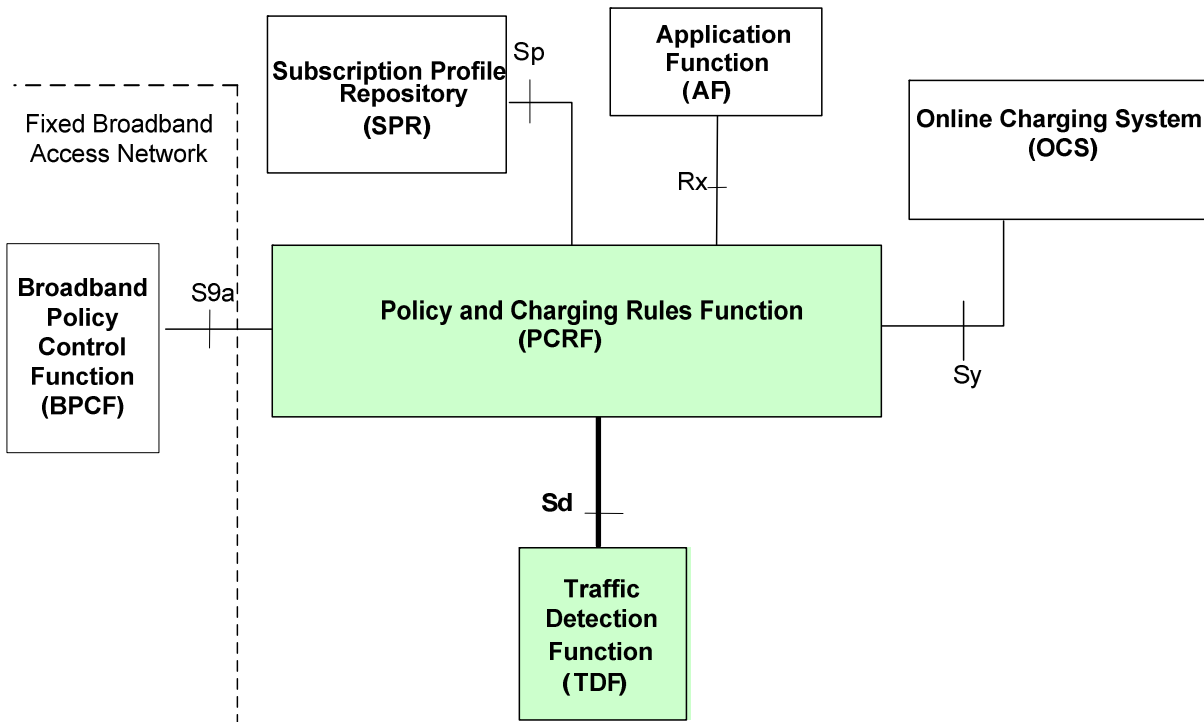 Sp
Subscription Profile
Repository
(SPR)
Application
Function
(AF)
Fixed Broadband
Access Network
Online Charging System
(OCS)
Rx
Broadband
Policy
Control
Function
(BPCF)
S9a
Policy and Charging Rules Function
(PCRF)
Sy
Sd
Traffic
Detection
Function
(TDF)